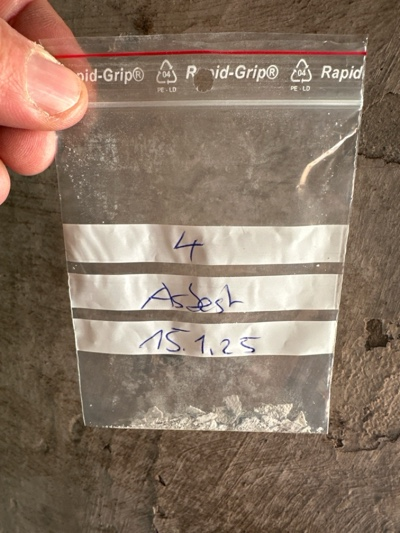 Rapid-Grip® 04 Rapid-Grip® 04 Rapid
PE-LD PE-LD
4
Asbest
15.1.25